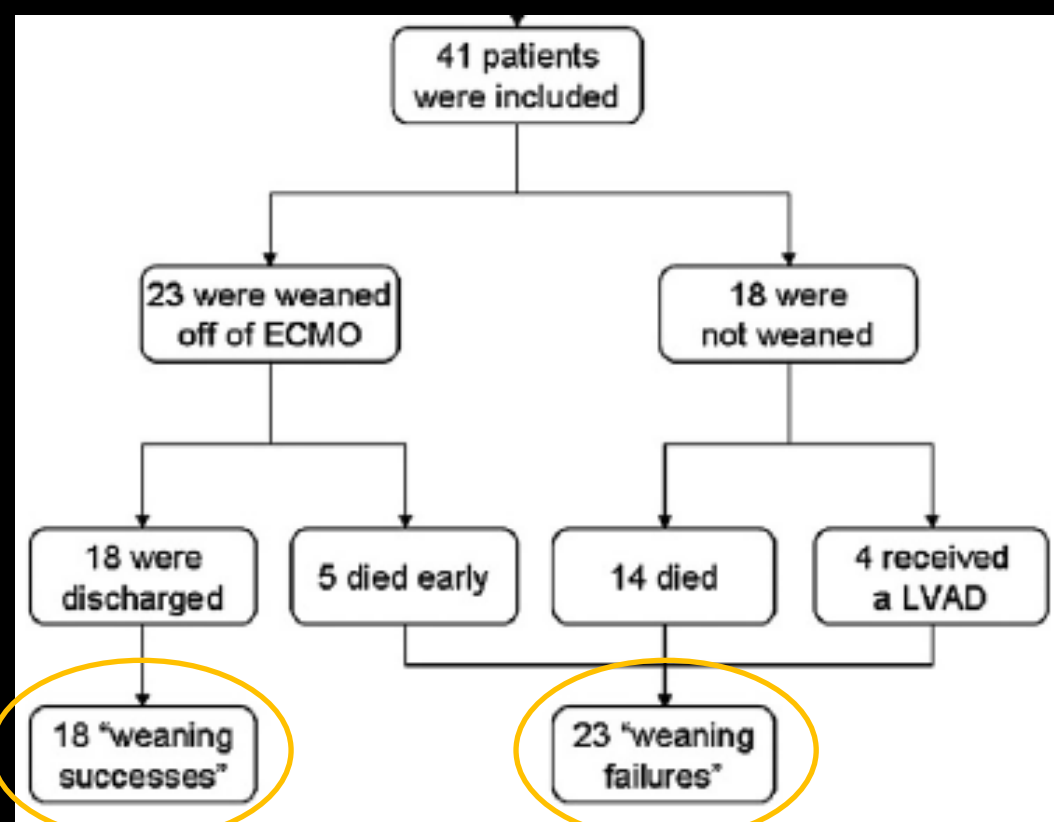 41 patients
were included
23 were weaned
off of ECMO
18 were
not weaned
18 were
discharged
5 died early
14 died
4 received
a LVAD
18 “weaning
successes”
23 “weaning
failures”